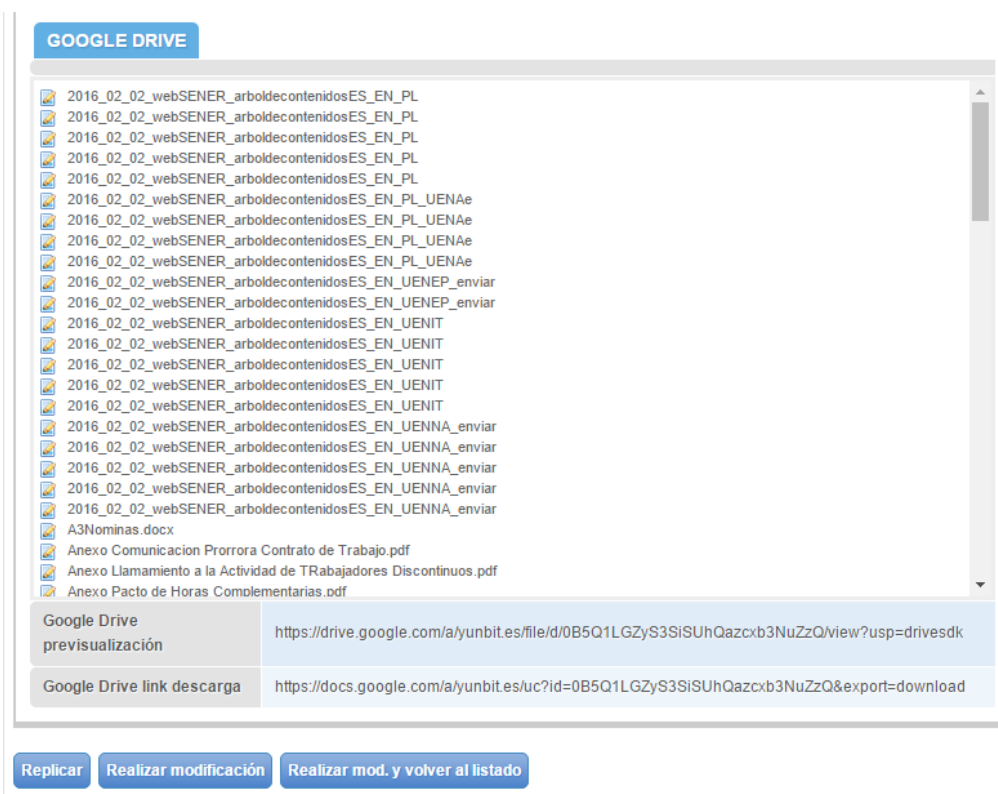 GOOGLE DRIVE
2016_02_02_webSENER_arboldecontenidosES_EN_PL
2016_02_02_webSENER_arboldecontenidosES_EN_PL
2016_02_02_webSENER_arboldecontenidosES_EN_PL
2016_02_02_webSENER_arboldecontenidosES_EN_PL
2016_02_02_webSENER_arboldecontenidosES_EN_PL
2016_02_02_webSENER_arboldecontenidosES_EN_PL_UENAe
2016_02_02_webSENER_arboldecontenidosES_EN_PL_UENAe
2016_02_02_webSENER_arboldecontenidosES_EN_PL_UENAe
2016_02_02_webSENER_arboldecontenidosES_EN_PL_UENAe
2016_02_02_webSENER_arboldecontenidosES_EN_UENEP_enviar
2016_02_02_webSENER_arboldecontenidosES_EN_UENEP_enviar
2016_02_02_webSENER_arboldecontenidosES_EN_UENIT
2016_02_02_webSENER_arboldecontenidosES_EN_UENIT
2016_02_02_webSENER_arboldecontenidosES_EN_UENIT
2016_02_02_webSENER_arboldecontenidosES_EN_UENIT
2016_02_02_webSENER_arboldecontenidosES_EN_UENIT
2016_02_02_webSENER_arboldecontenidosES_EN_UENNA_enviar
2016_02_02_webSENER_arboldecontenidosES_EN_UENNA_enviar
2016_02_02_webSENER_arboldecontenidosES_EN_UENNA_enviar
2016_02_02_webSENER_arboldecontenidosES_EN_UENNA_enviar
2016_02_02_webSENER_arboldecontenidosES_EN_UENNA_enviar
A3Nominas.docx
Anexo Comunicacion Prorrora Contrato de Trabajo.pdf
Anexo Llamamiento a la Actividad de TRabajadores Discontinuos.pdf
Anexo Pacto de Horas Complementarias.pdf
Google Drive
previsualización
https://drive.google.com/a/yunbit.es/file/d/0B5Q1LGZyS3SiSUhQazcxb3NuZzQ/view?usp=drivesdk
Google Drive link descarga
https://docs.google.com/a/yunbit.es/uc?id=0B5Q1LGZyS3SiSUhQazcxb3NuZzQ&export=download
Replicar
Realizar modificación
Realizar mod. y volver al listado